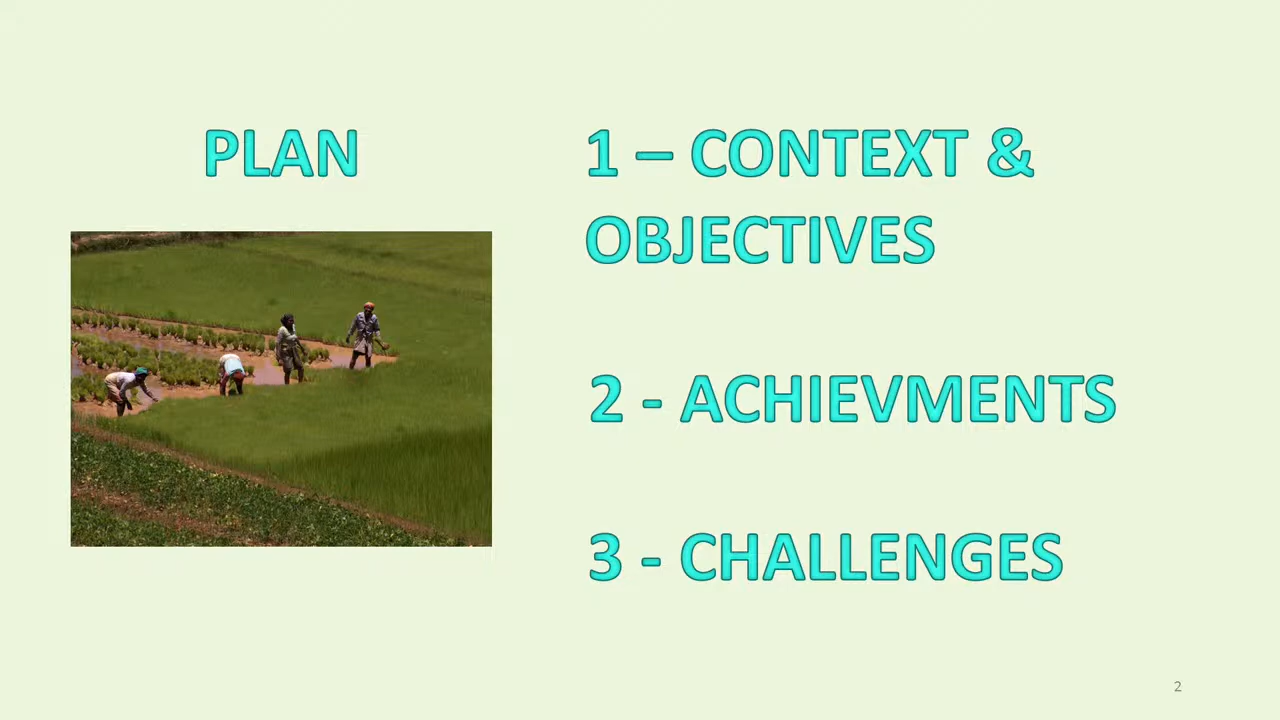 PLAN
1 – CONTEXT &
OBJECTIVES
2 - ACHIEVMENTS
3 - CHALLENGES
2